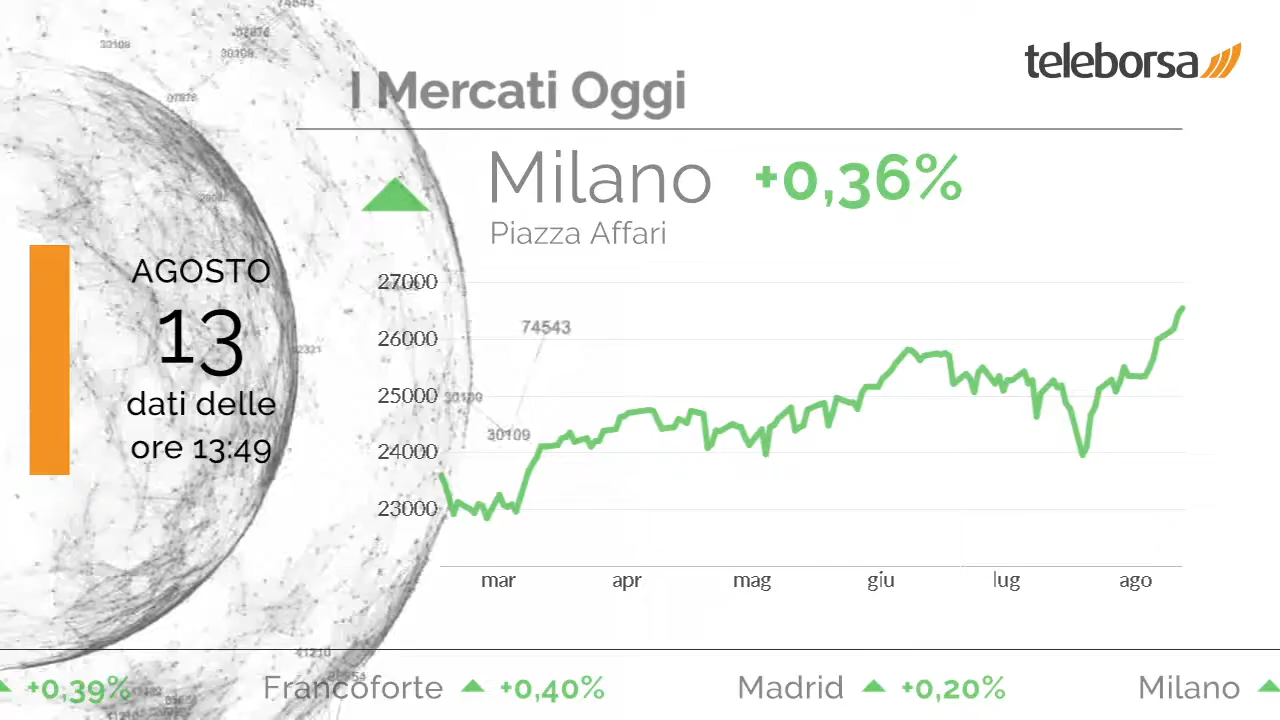 teleborsa
I Mercati Oggi
Milano +0,36%
Piazza Affari
AGOSTO
13
dati delle
ore 13:49
27000
26000
25000
24000
23000
74543
30109
30109
mar apr mag giu lug ago
+0,39% Francoforte +0,40% Madrid +0,20% Milano